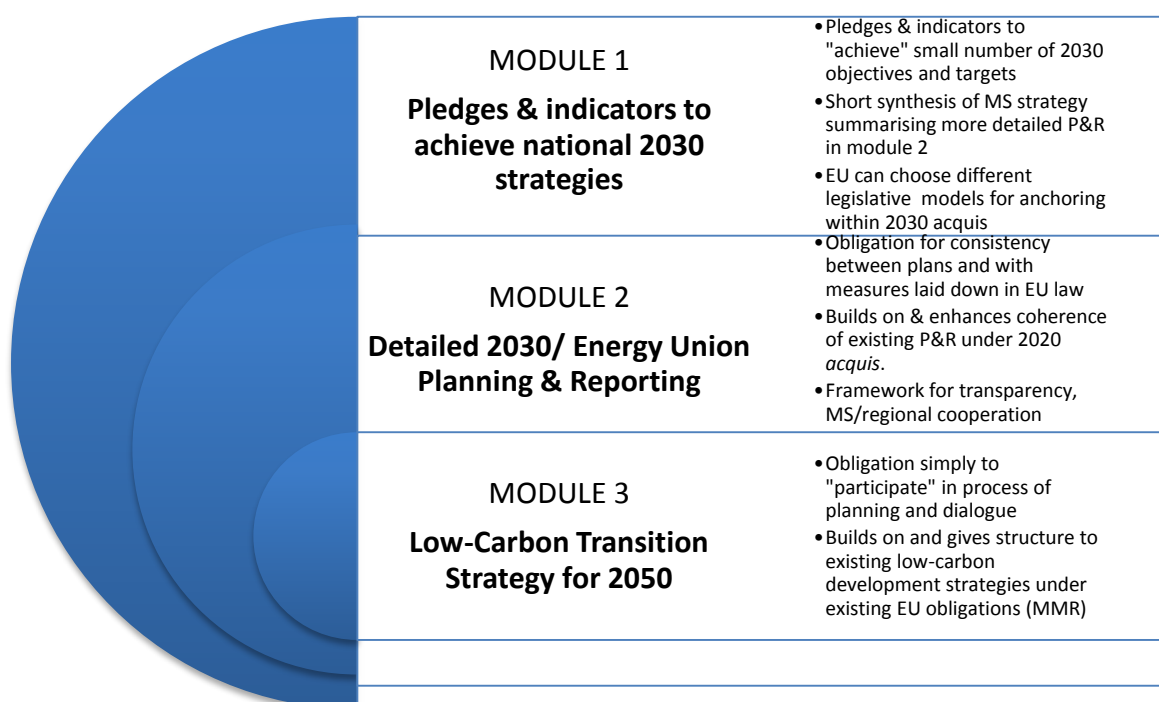 MODULE 1
Pledges & indicators to
achieve national 2030
strategies
•Pledges & indicators to
"achieve" small number of 2030
objectives and targets
•Short synthesis of MS strategy
summarising more detailed P&R
in module 2
•EU can choose different
legislative models for anchoring
within 2030 acquis
MODULE 2
Detailed 2030/ Energy Union
Planning & Reporting
•Obligation for consistency
between plans and with
measures laid down in EU law
•Builds on & enhances coherence
of existing P&R under 2020
acquis.
•Framework for transparency,
MS/regional cooperation
MODULE 3
Low-Carbon Transition
Strategy for 2050
•Obligation simply to
"participate" in process of
planning and dialogue
•Builds on and gives structure to
existing low-carbon
development strategies under
existing EU obligations (MMR)